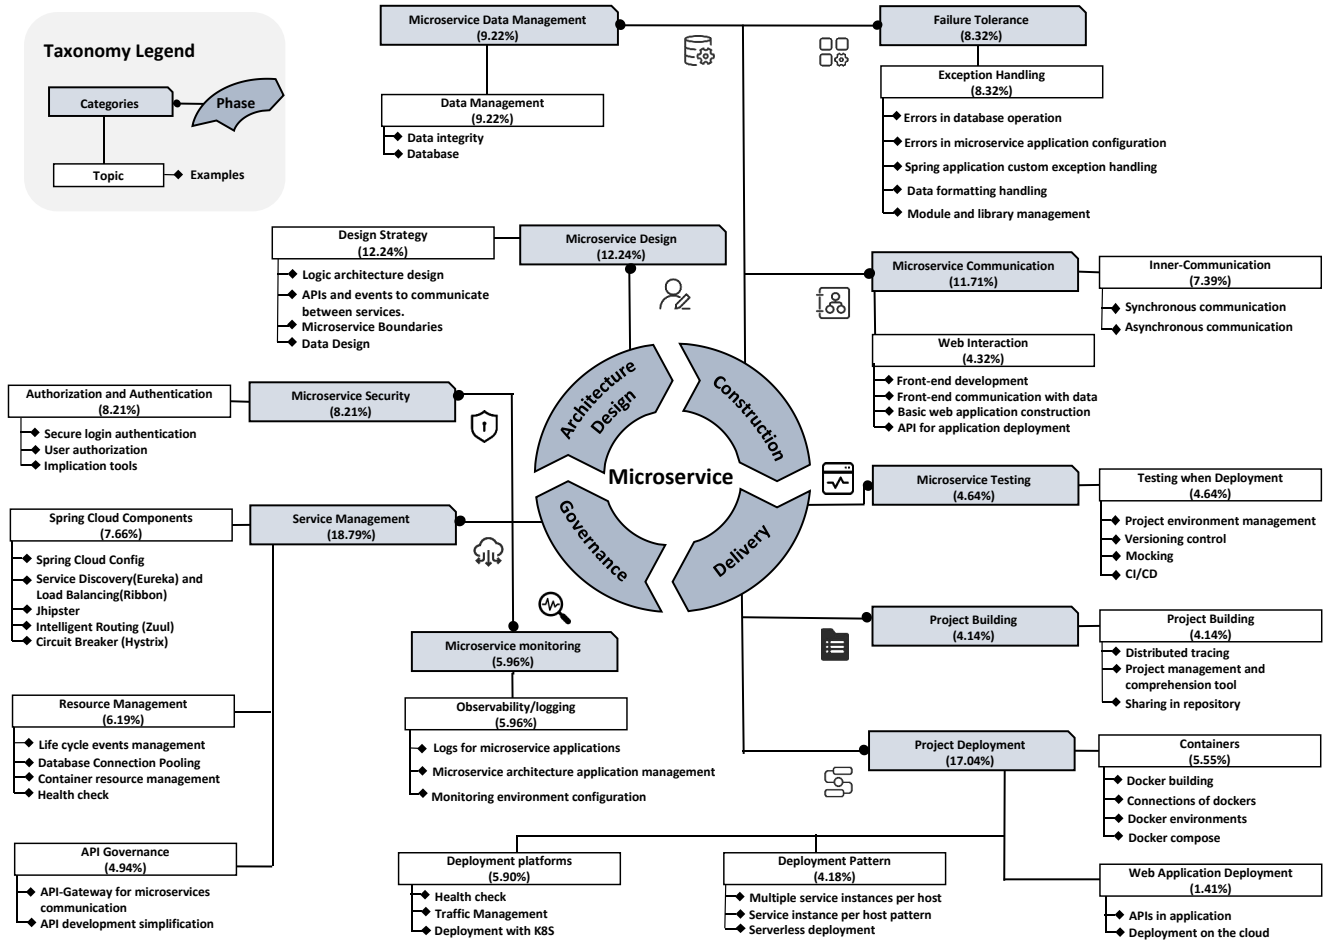 Taxonomy Legend
Categories
Phase
Topic
Examples
Microservice Data Management
(9.22%)
Data Management
(9.22%)
Data integrity
Database
Failure Tolerance
(8.32%)
Exception Handling
(8.32%)
Errors in database operation
Errors in microservice application configuration
Spring application custom exception handling
Data formatting handling
Module and library management
Design Strategy
(12.24%)
Microservice Design
(12.24%)
Logic architecture design
APIs and events to communicate
between services.
Microservice Boundaries
Data Design
Microservice Communication
(11.71%)
Inner-Communication
(7.39%)
Synchronous communication
Asynchronous communication
Web Interaction
(4.32%)
Front-end development
Front-end communication with data
Basic web application construction
API for application deployment
Authorization and Authentication
(8.21%)
Microservice Security
(8.21%)
Secure login authentication
User authorization
Implication tools
Architecture
Design
Construction
Microservice
Governance
Delivery
Microservice Testing
(4.64%)
Testing when Deployment
(4.64%)
Project environment management
Versioning control
Mocking
CI/CD
Spring Cloud Components
(7.66%)
Service Management
(18.79%)
Spring Cloud Config
Service Discovery(Eureka) and
Load Balancing(Ribbon)
Jhipster
Intelligent Routing (Zuul)
Circuit Breaker (Hystrix)
Microservice monitoring
(5.96%)
Observability/logging
(5.96%)
Logs for microservice applications
Microservice architecture application management
Monitoring environment configuration
Project Building
(4.14%)
Project Building
(4.14%)
Distributed tracing
Project management and
comprehension tool
Sharing in repository
Resource Management
(6.19%)
Life cycle events management
Database Connection Pooling
Container resource management
Health check
Project Deployment
(17.04%)
Containers
(5.55%)
Docker building
Connections of dockers
Docker environments
Docker compose
API Governance
(4.94%)
API-Gateway for microservices
communication
API development simplification
Deployment platforms
(5.90%)
Health check
Traffic Management
Deployment with K8S
Deployment Pattern
(4.18%)
Multiple service instances per host
Service instance per host pattern
Serverless deployment
Web Application Deployment
(1.41%)
APIs in application
Deployment on the cloud